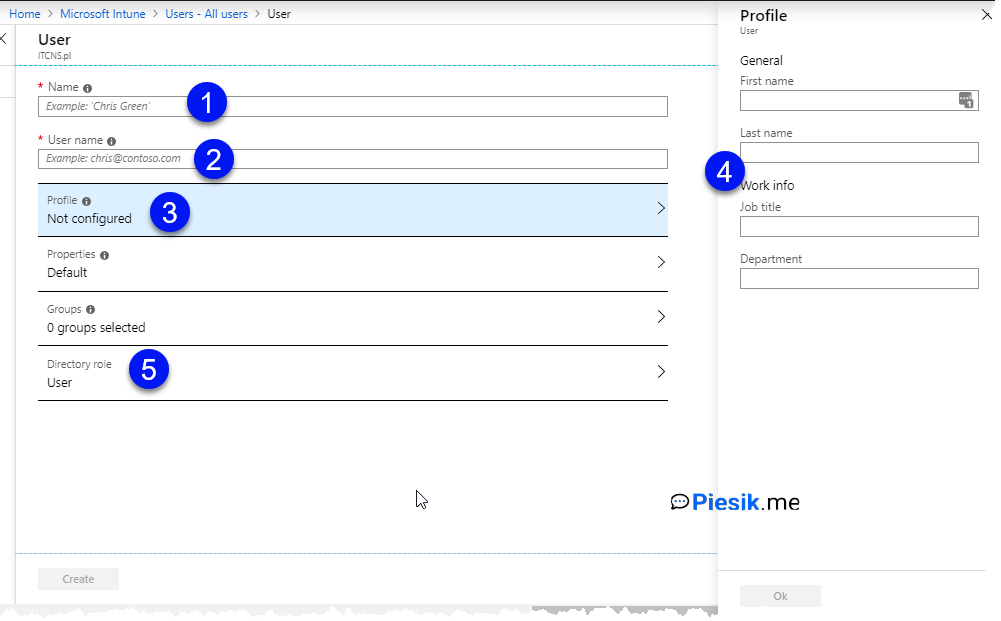 Home > Microsoft Intune > Users - All users > User
User
ITCNS.pl
* Name
Example: 'Chris Green'
1
* User name
Example: chris@contoso.com
2
Profile
Not configured
3
Properties
Default
Groups
0 groups selected
Directory role
User
5
Create
Profile
User
General
First name
1
Last name
4
Work info
Job title
Department
Piesik.me
Ok